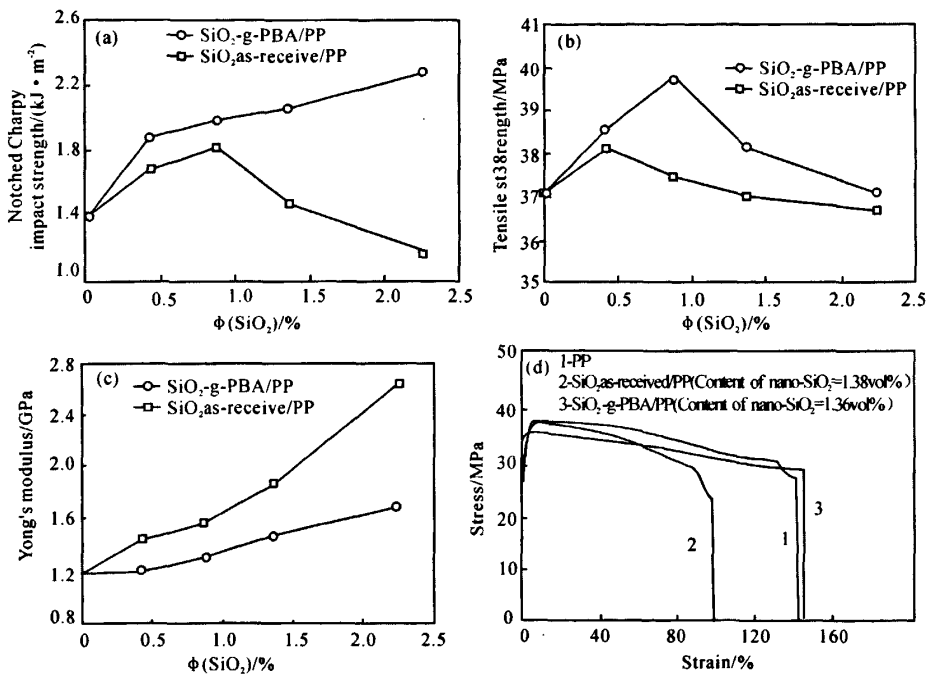 (a)
SiO₂-g-PBA/PP
SiO₂as-receive/PP
Notched Charpy
impact strength/(kJ·m⁻²)
2.6
2.2
1.8
1.4
1.0
0
0.5
1.0
1.5
2.0
2.5
Φ(SiO₂)/%
(b)
SiO₂-g-PBA/PP
SiO₂as-receive/PP
Tensile st38rength/MPa
41
40
39
38
37
36
35
0
0.5
1.0
1.5
2.0
2.5
Φ(SiO₂)/%
(c)
SiO₂-g-PBA/PP
SiO₂as-receive/PP
Yong's modulus/GPa
2.8
2.6
2.0
1.6
1.2
0.8
0
0.5
1.0
1.5
2.0
2.5
Φ(SiO₂)/%
(d)
1-PP
2-SiO₂as-received/PP(Content of nano-SiO₂=1.38vol%)
3-SiO₂-g-PBA/PP(Content of nano-SiO₂=1.36vol%)
Stress/MPa
50
40
30
20
10
0
2
1
3
0
40
80
120
160
Strain/%